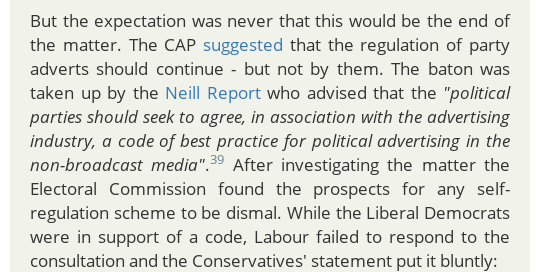 But the expectation was never that this would be the end of
the matter. The CAP suggested that the regulation of party
adverts should continue - but not by them. The baton was
taken up by the Neill Report who advised that the "political
parties should seek to agree, in association with the advertising
industry, a code of best practice for political advertising in the
non-broadcast media".39 After investigating the matter the
Electoral Commission found the prospects for any self-
regulation scheme to be dismal. While the Liberal Democrats
were in support of a code, Labour failed to respond to the
consultation and the Conservatives' statement put it bluntly: